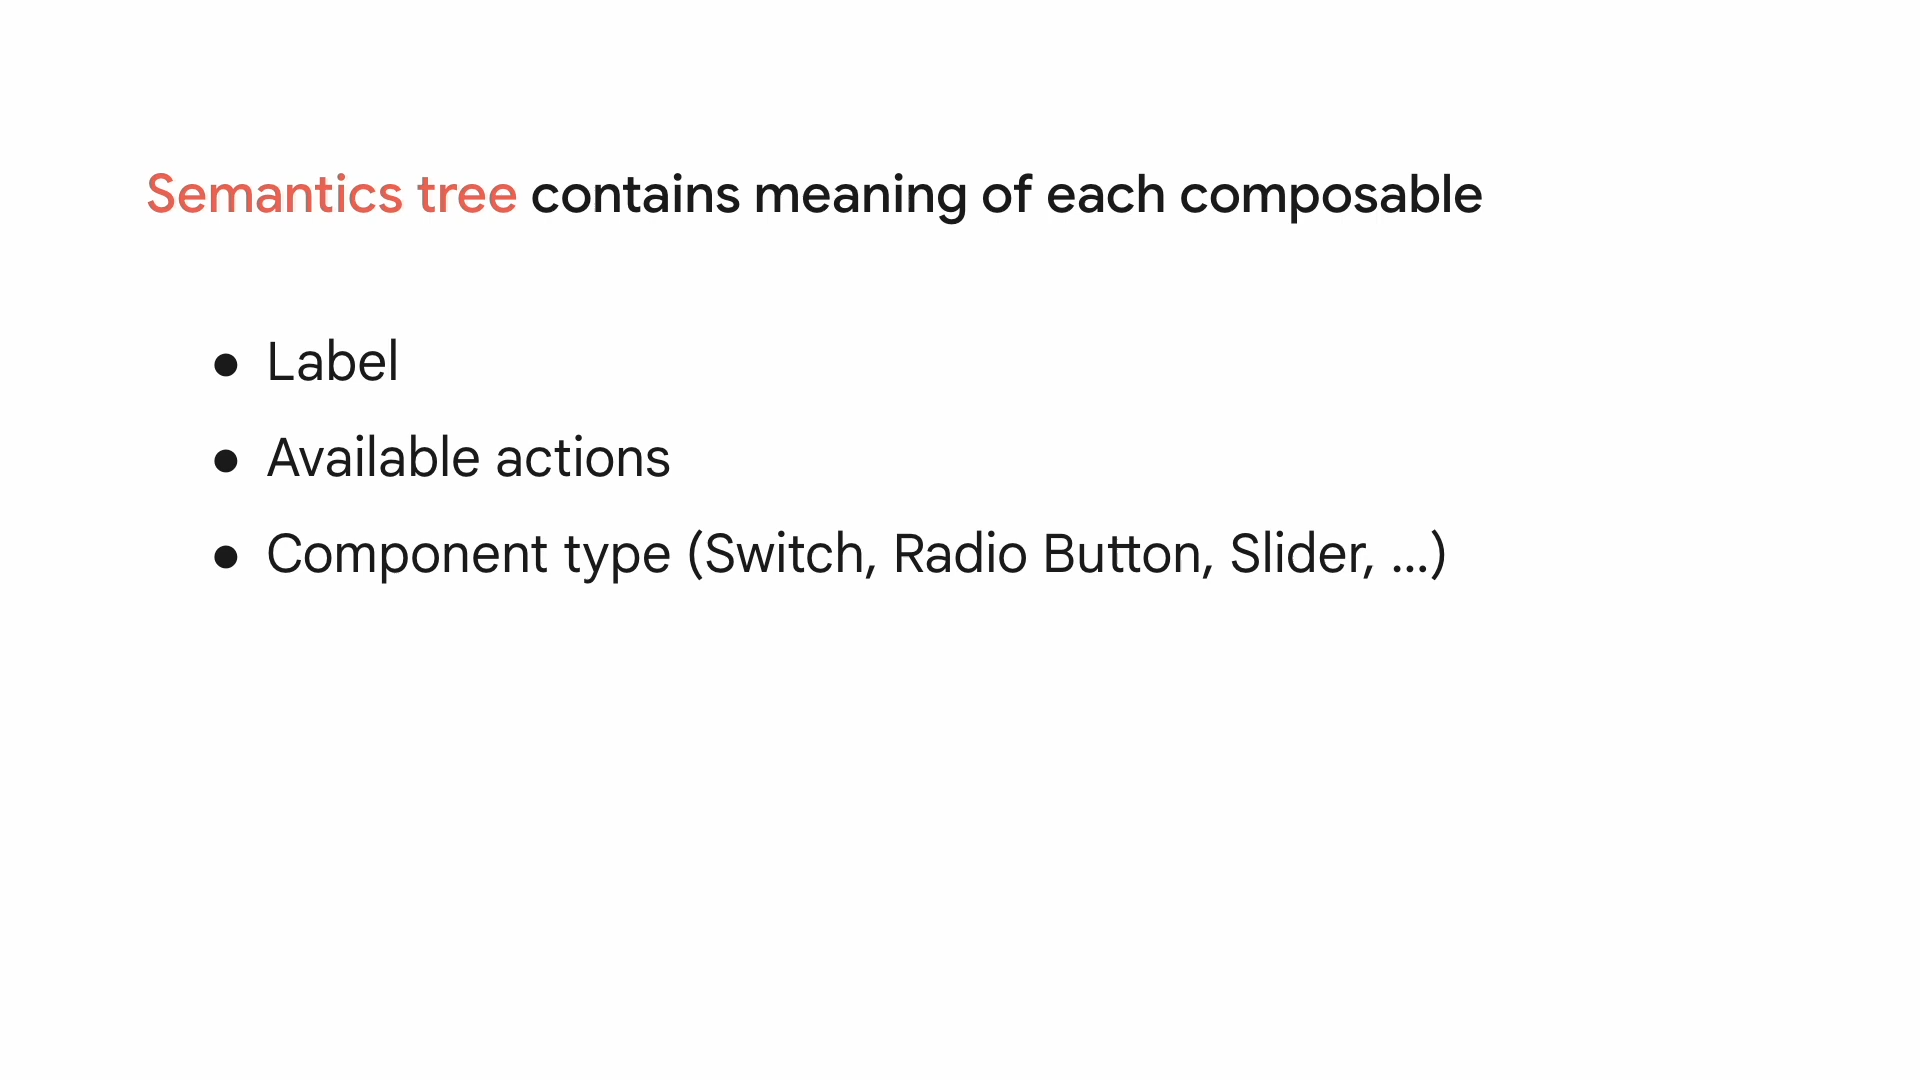 Semantics tree contains meaning of each composable
● Label
● Available actions
● Component type (Switch, Radio Button, Slider, ...)